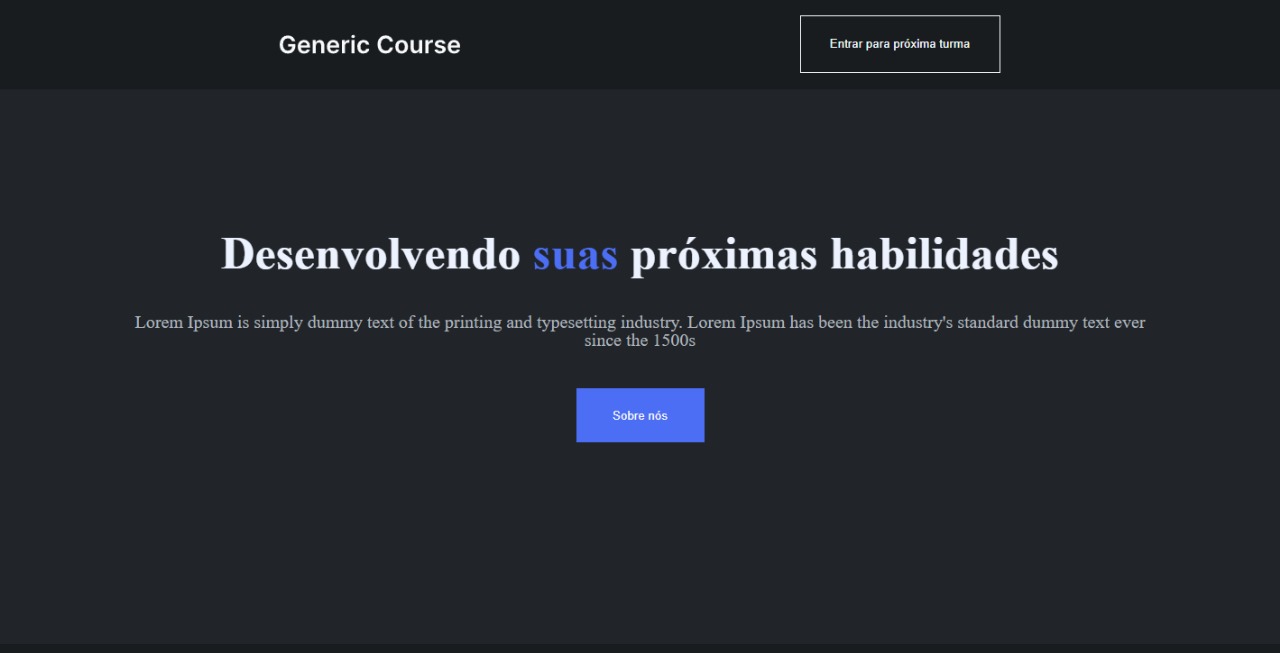 Generic Course
Entrar para próxima turma
Desenvolvendo suas próximas habilidades
Lorem Ipsum is simply dummy text of the printing and typesetting industry. Lorem Ipsum has been the industry's standard dummy text ever
since the 1500s
Sobre nós